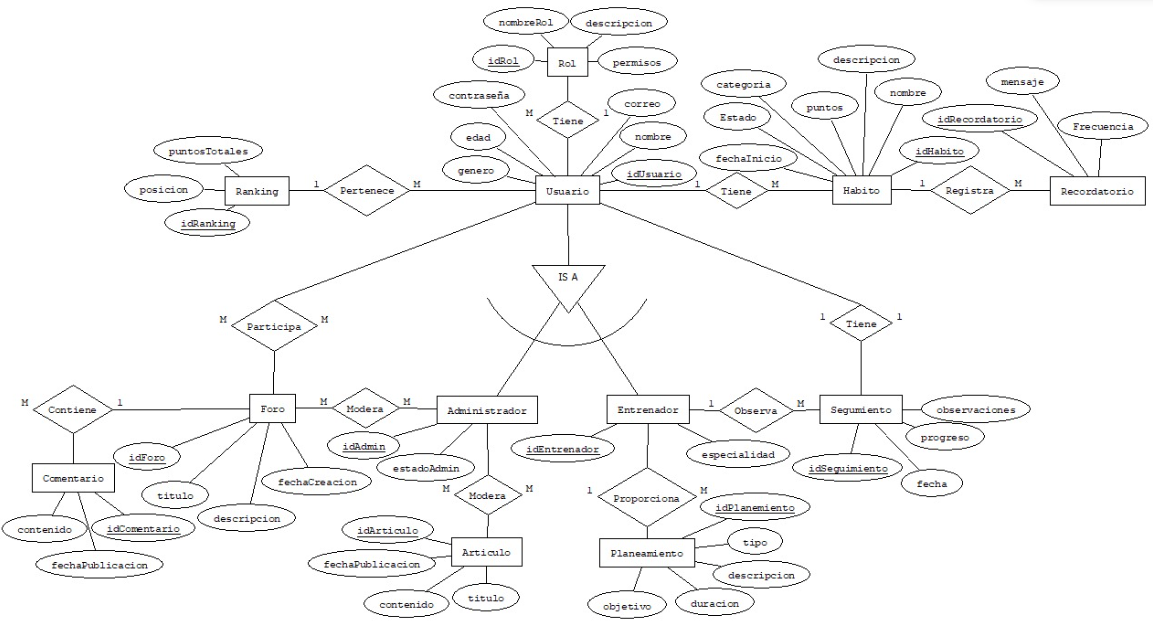 nombreRol
descripcion
idRol
Rol
permisos
contraseña
M
Tiene
1
correo
edad
nombre
genero
idUsuario
Usuario
puntosTotales
posicion
Ranking
idRanking
1
Pertenece
M
1
Tiene
M
categoria
descripcion
Estado
puntos
nombre
fechaInicio
idHabito
Habito
1
Registra
M
mensaje
idRecordatorio
Frecuencia
Recordatorio
IS A
M
Participa
M
1
Tiene
1
M
Contiene
1
Foro
M
Modera
M
Administrador
Entrenador
1
Observa
M
Segumiento
observaciones
progreso
idSeguimiento
fecha
idForo
titulo
descripcion
fechaCreacion
Comentario
contenido
idComentario
fechaPublicacion
idAdmin
estadoAdmin
M
Modera
M
idArticulo
fechaPublicacion
Articulo
contenido
titulo
idEntrenador
especialidad
1
Proporciona
M
idPlanemiento
Planeamiento
tipo
descripcion
objetivo
duracion